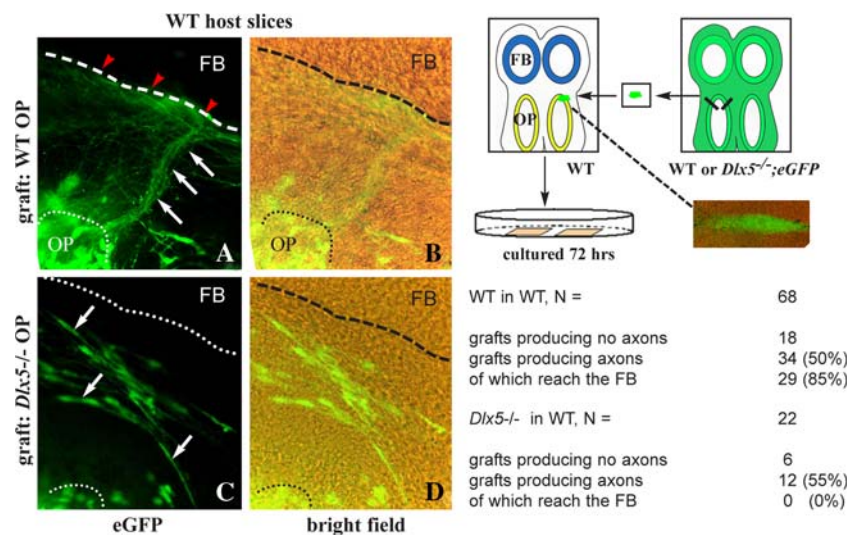 WT host slices
graft: WT OP
FB
OP
A
FB
OP
B
graft: Dlx5-/- OP
FB
C
FB
D
eGFP
bright field
FB
OP
WT
WT or Dlx5-/-;eGFP
cultured 72 hrs
WT in WT, N = 68
grafts producing no axons 18
grafts producing axons 34 (50%)
of which reach the FB 29 (85%)
Dlx5-/- in WT, N = 22
grafts producing no axons 6
grafts producing axons 12 (55%)
of which reach the FB 0 (0%)